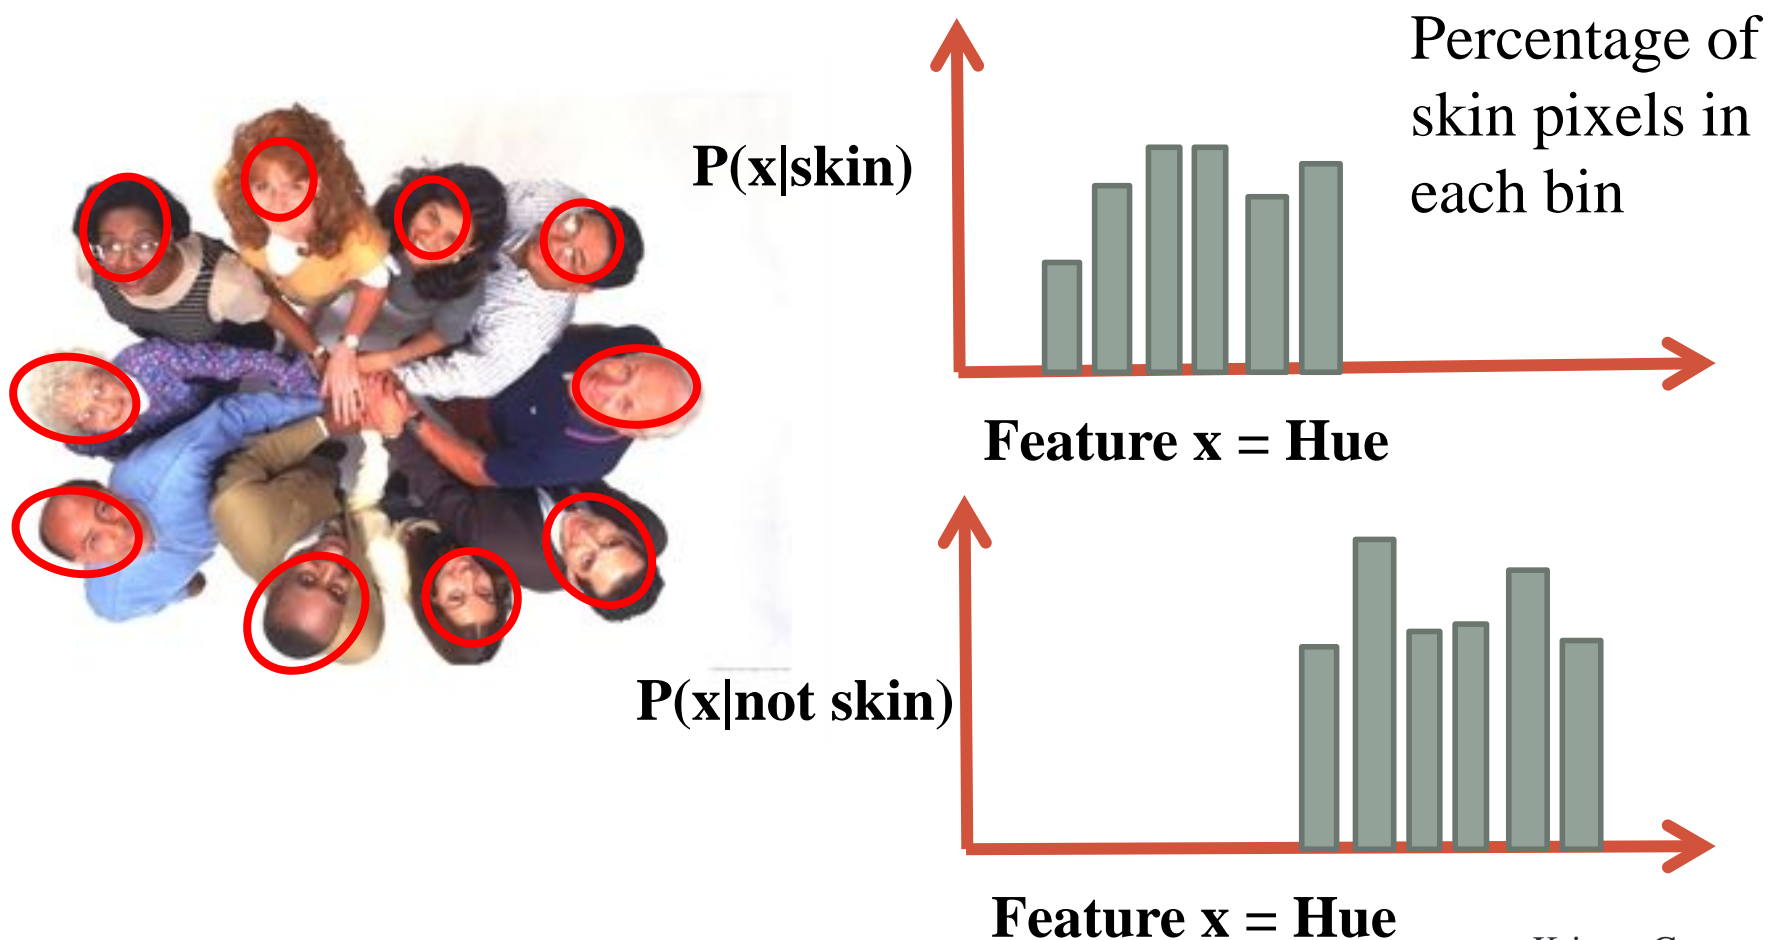 Percentage of
skin pixels in
each bin
P(x|skin)
Feature x = Hue
P(x|not skin)
Feature x = Hue